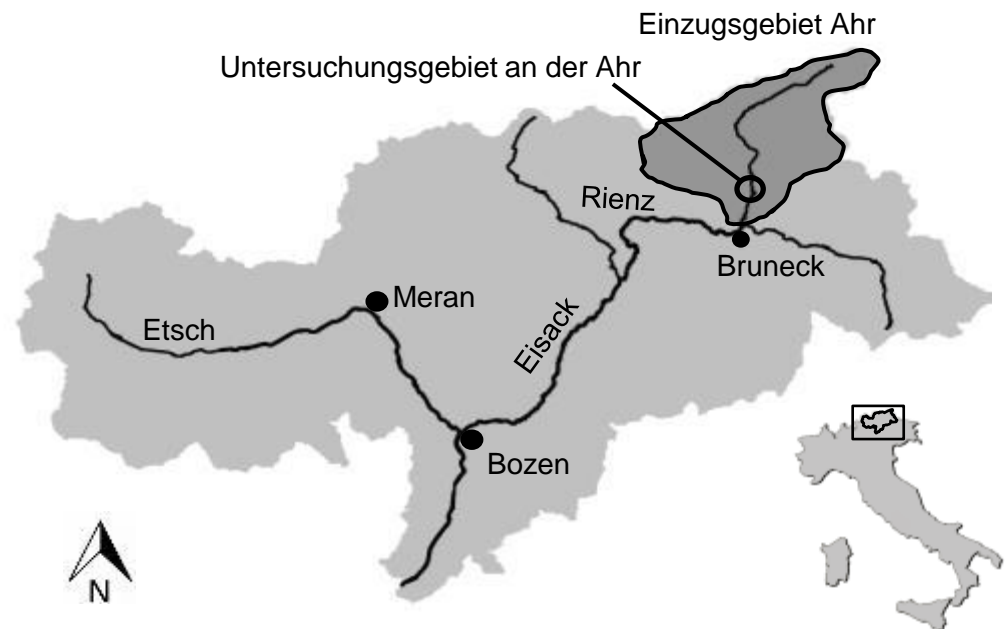 Einzugsgebiet Ahr
Untersuchungsgebiet an der Ahr
Rienz
Bruneck
Meran
Etsch
Eisack
Bozen
N